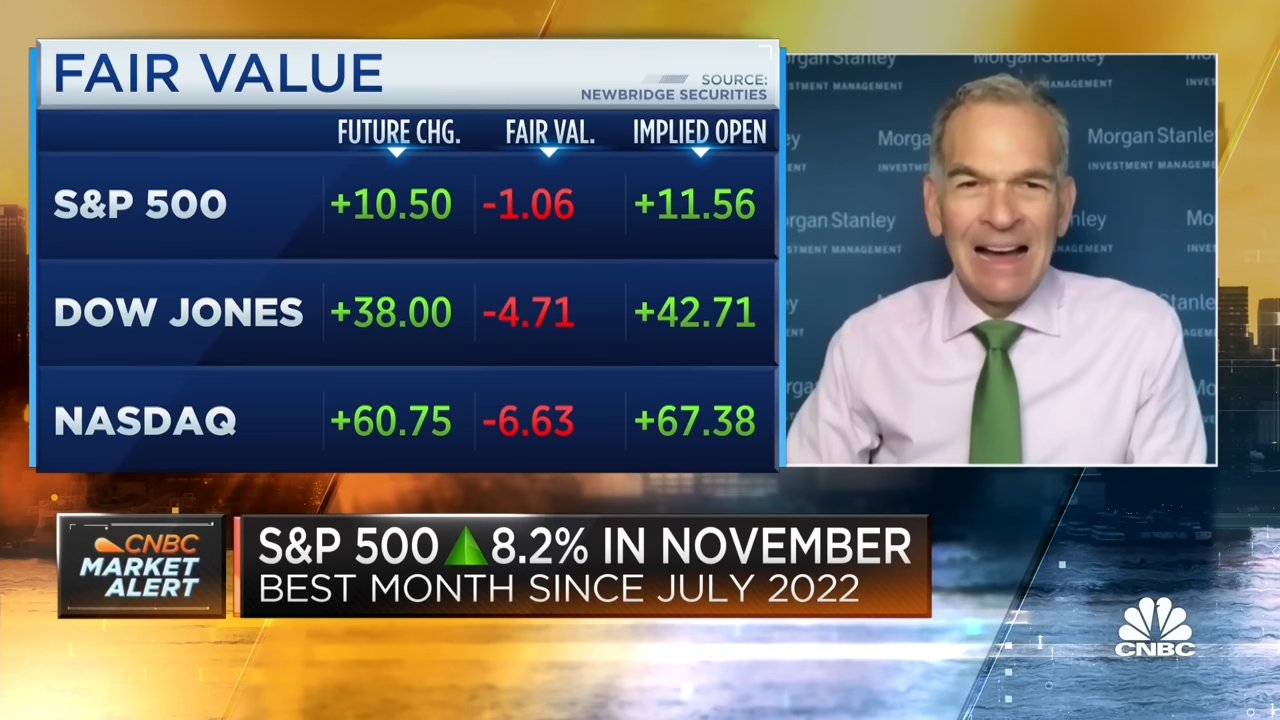 FAIR VALUE
SOURCE:
NEWBRIDGE SECURITIES
FUTURE CHG. FAIR VAL. IMPLIED OPEN
S&P 500 +10.50 -1.06 +11.56
DOW JONES +38.00 -4.71 +42.71
NASDAQ +60.75 -6.63 +67.38
Morgan Stanley
INVESTMENT MANAGEME
CNBC
MARKET
ALERT
S&P 500 ▲ 8.2% IN NOVEMBER
BEST MONTH SINCE JULY 2022
CNBC